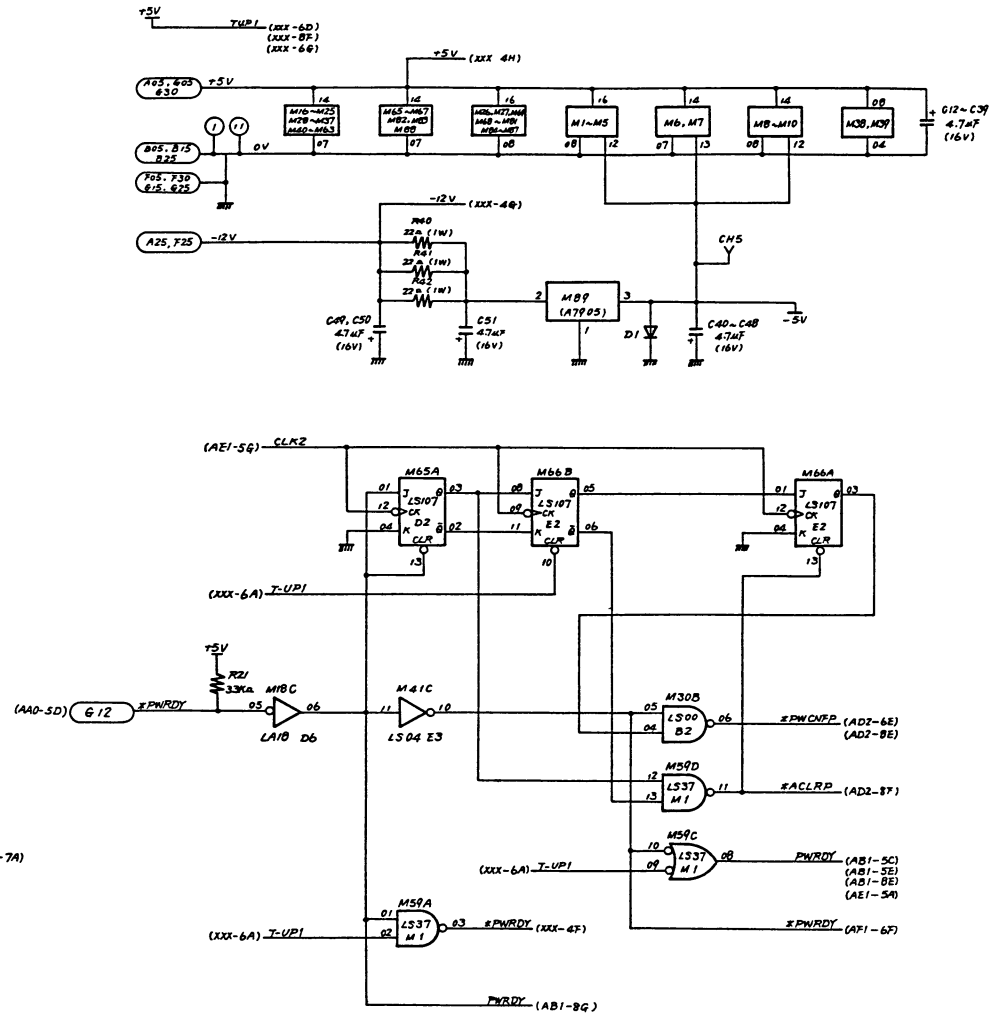 +5V
TUP1 (XXX-6D)
(XXX-8F)
(XXX-6G)
+5V (XXX 4H)
A05, G05
G30
+5V
14
M16~M25
M28~M37
M40~M63
07
14
M65~M67
M82, M83
M88
07
16
08
16
M1~M5
08
12
14
M6, M7
07
13
14
M8~M10
08
12
08
M38, M39
04
+
C12~C39
4.7μF
(16V)
1
11
B05, B15
B25
0V
F05, F30
G15, G25
-12V (XXX-4G)
A25, F25
-12V
R40
22Ω (1W)
R41
22Ω (1W)
R42
22Ω (1W)
C49, C50
4.7μF
(16V)
+
C51
4.7μF
(16V)
+
2
M89
(A7905)
3
1
D1
CH5
C40~C48
4.7μF
(16V)
+
-5V
(AE1-5G) CLK2
M65A
01 J Q 03
LS107
12 CK
D2
04 K Q̄ 02
CLR
13
M66B
08 J Q 05
LS107
09 CK
E2
11 K Q̄ 06
CLR
10
M66A
01 J Q 03
LS107
12 CK
E2
04 K
CLR
13
(XXX-6A) T-UP1
+5V
R21
33KΩ
(AA0-5D) G12 *PWRDY
M18C
05 06
LA18 D6
M41C
11 10
LS04 E3
M30B
05
LS00
04
B2
06 *PWCNFP (AD2-6E)
(AD2-8E)
M59D
12
LS37
13
M1
11 *ACLRP (AD2-8F)
M59C
10
LS37
09
M1
08 PWRDY (AB1-5C)
(AB1-5E)
(AB1-8E)
(AE1-5A)
(XXX-6A) T-UP1
-7A)
M59A
01
LS37
02
M1
03 *PWRDY (XXX-4F)
(XXX-6A) T-UP1
*PWRDY (AF1-6F)
PWRDY (AB1-8G)